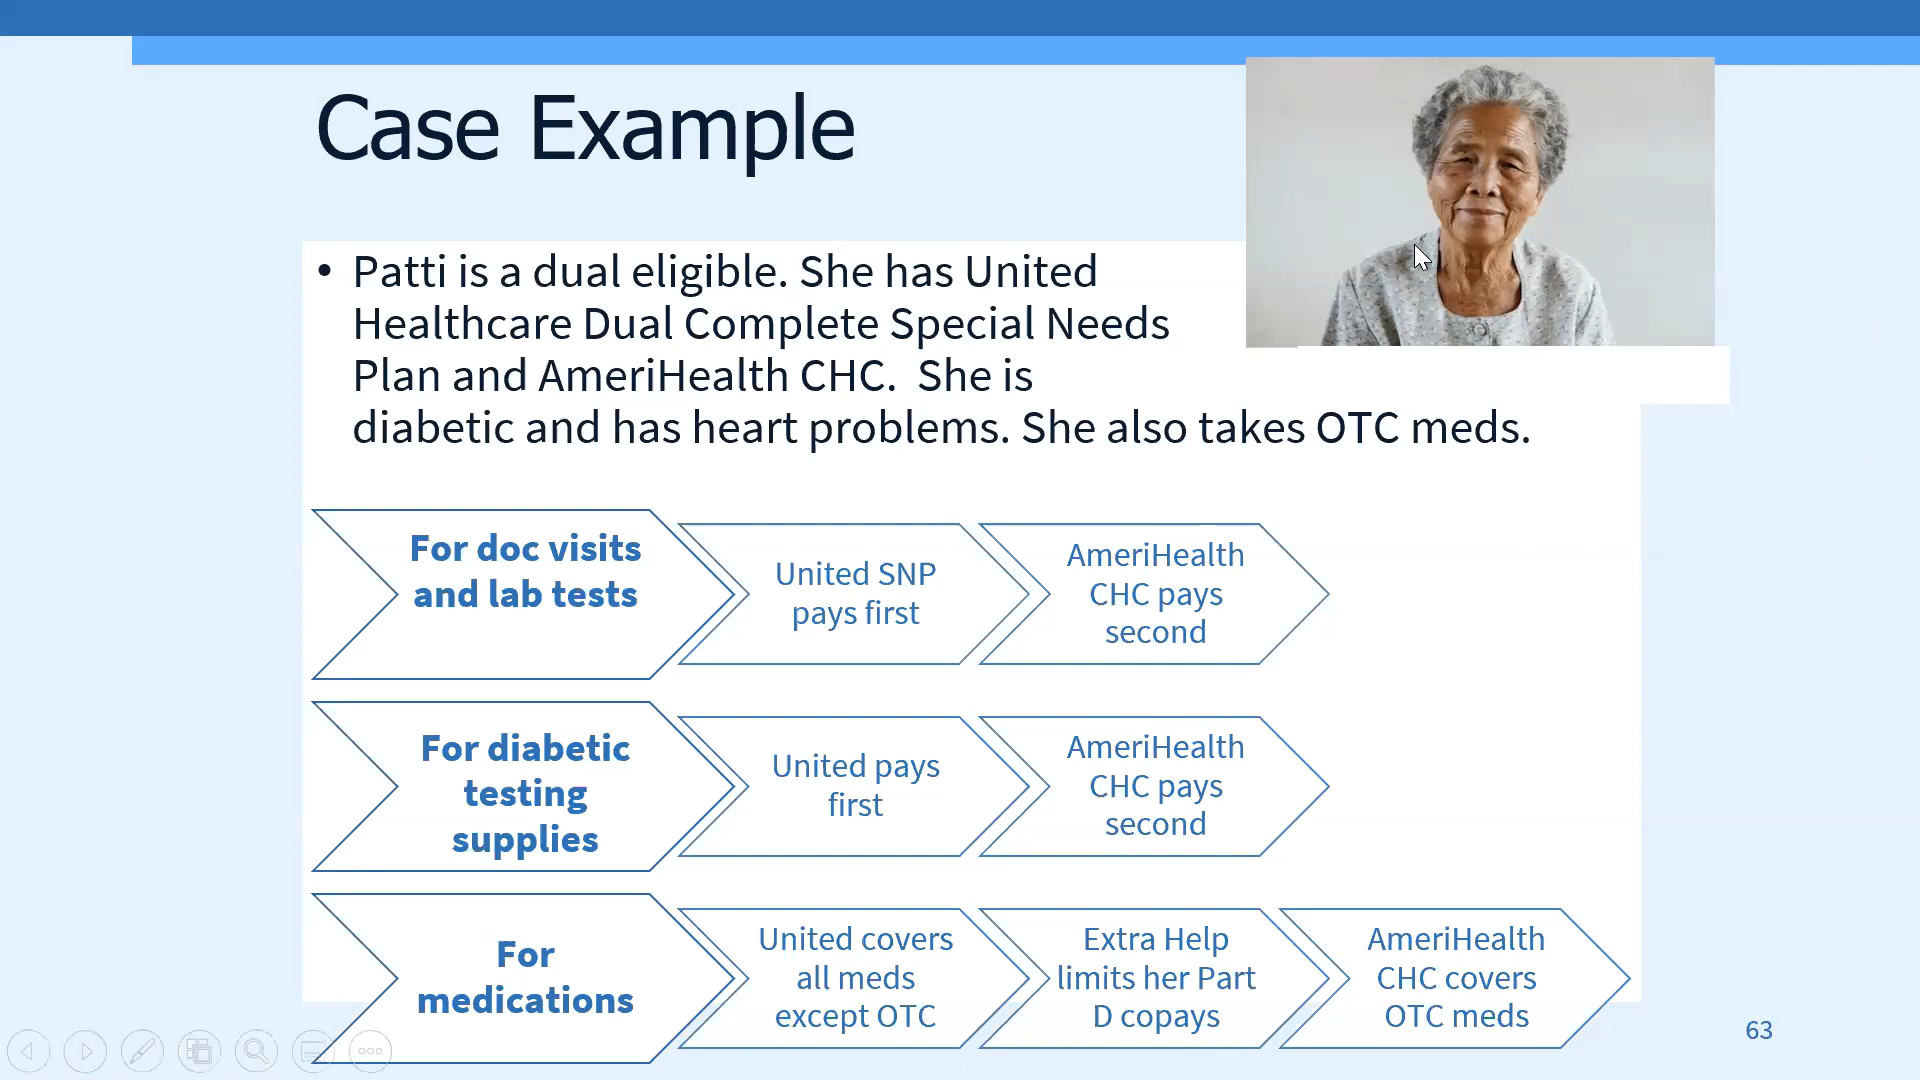 Case Example
• Patti is a dual eligible. She has United
Healthcare Dual Complete Special Needs
Plan and AmeriHealth CHC.  She is
diabetic and has heart problems. She also takes OTC meds.
For doc visits
and lab tests
United SNP
pays first
AmeriHealth
CHC pays
second
For diabetic
testing
supplies
United pays
first
AmeriHealth
CHC pays
second
For
medications
United covers
all meds
except OTC
Extra Help
limits her Part
D copays
AmeriHealth
CHC covers
OTC meds
63